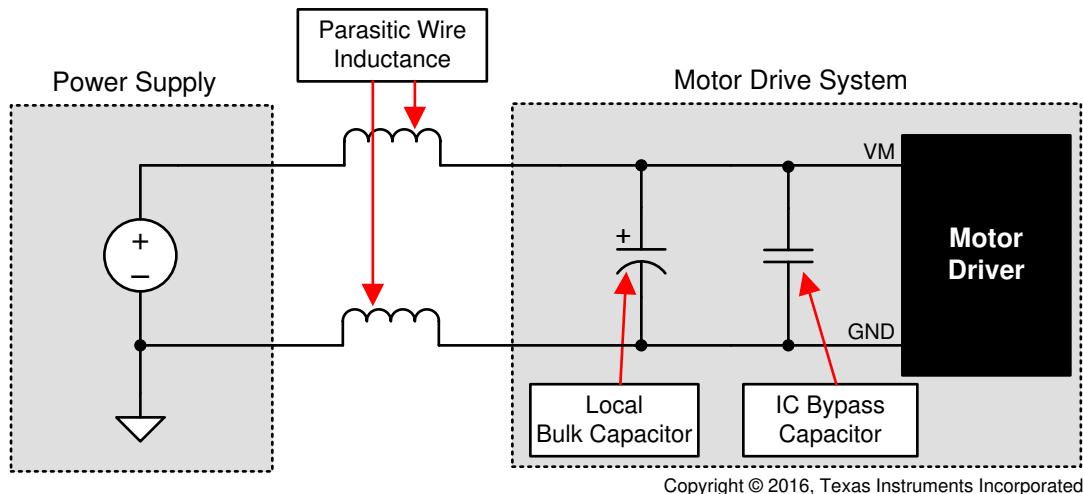 Parasitic Wire
Inductance
Power Supply
Motor Drive System
VM
+
–
+
Motor
Driver
GND
Local
Bulk Capacitor
IC Bypass
Capacitor
Copyright © 2016, Texas Instruments Incorporated